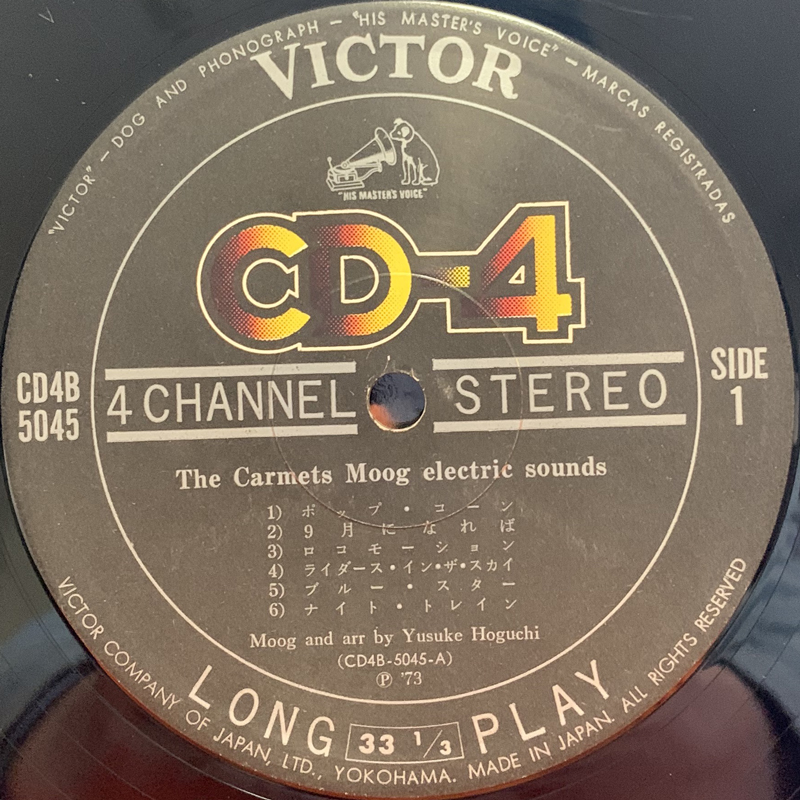 "VICTOR" — DOG AND PHONOGRAPH — "HIS MASTER'S VOICE" — MARCAS REGISTRADAS
VICTOR
"HIS MASTER'S VOICE"
CD-4
CD4B
5045
4 CHANNEL STEREO
SIDE
1
The Carmets Moog electric sounds
1) ポップ・コーン
2) 9月になれば
3) ロコモーション
4) ライダース・イン・ザ・スカイ
5) ブルー・スター
6) ナイト・トレイン
Moog and arr by Yusuke Hoguchi
(CD4B-5045-A)
Ⓟ '73
LONG 33 1/3 PLAY
VICTOR COMPANY OF JAPAN, LTD., YOKOHAMA. MADE IN JAPAN. ALL RIGHTS RESERVED